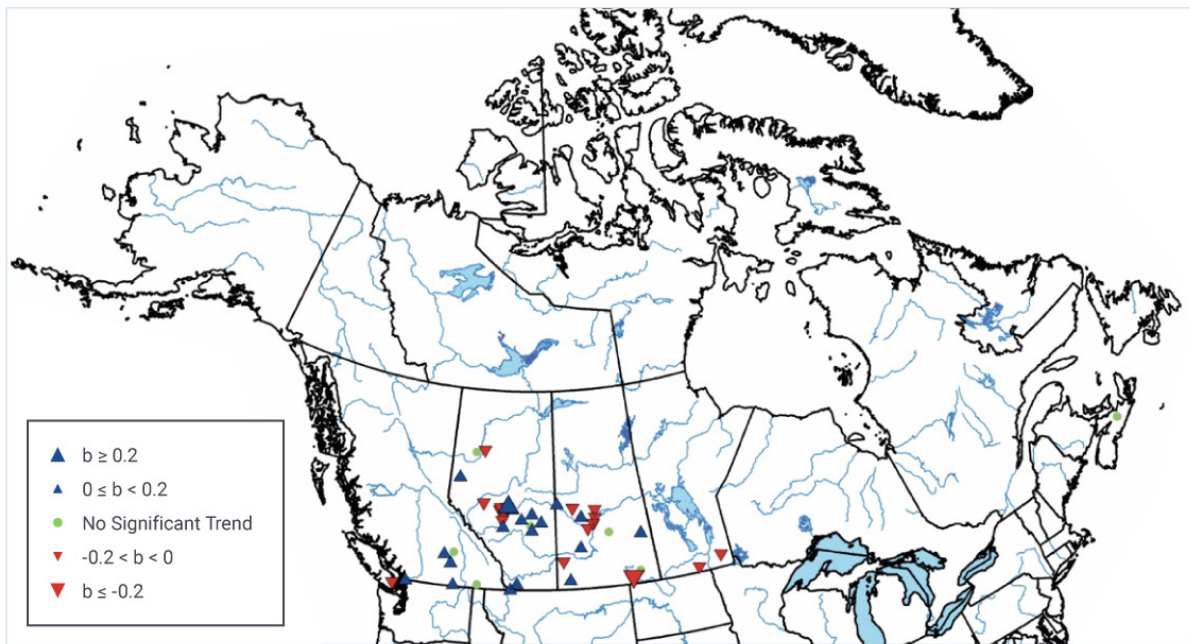 b ≥ 0.2
0 ≤ b < 0.2
No Significant Trend
-0.2 < b < 0
b ≤ -0.2